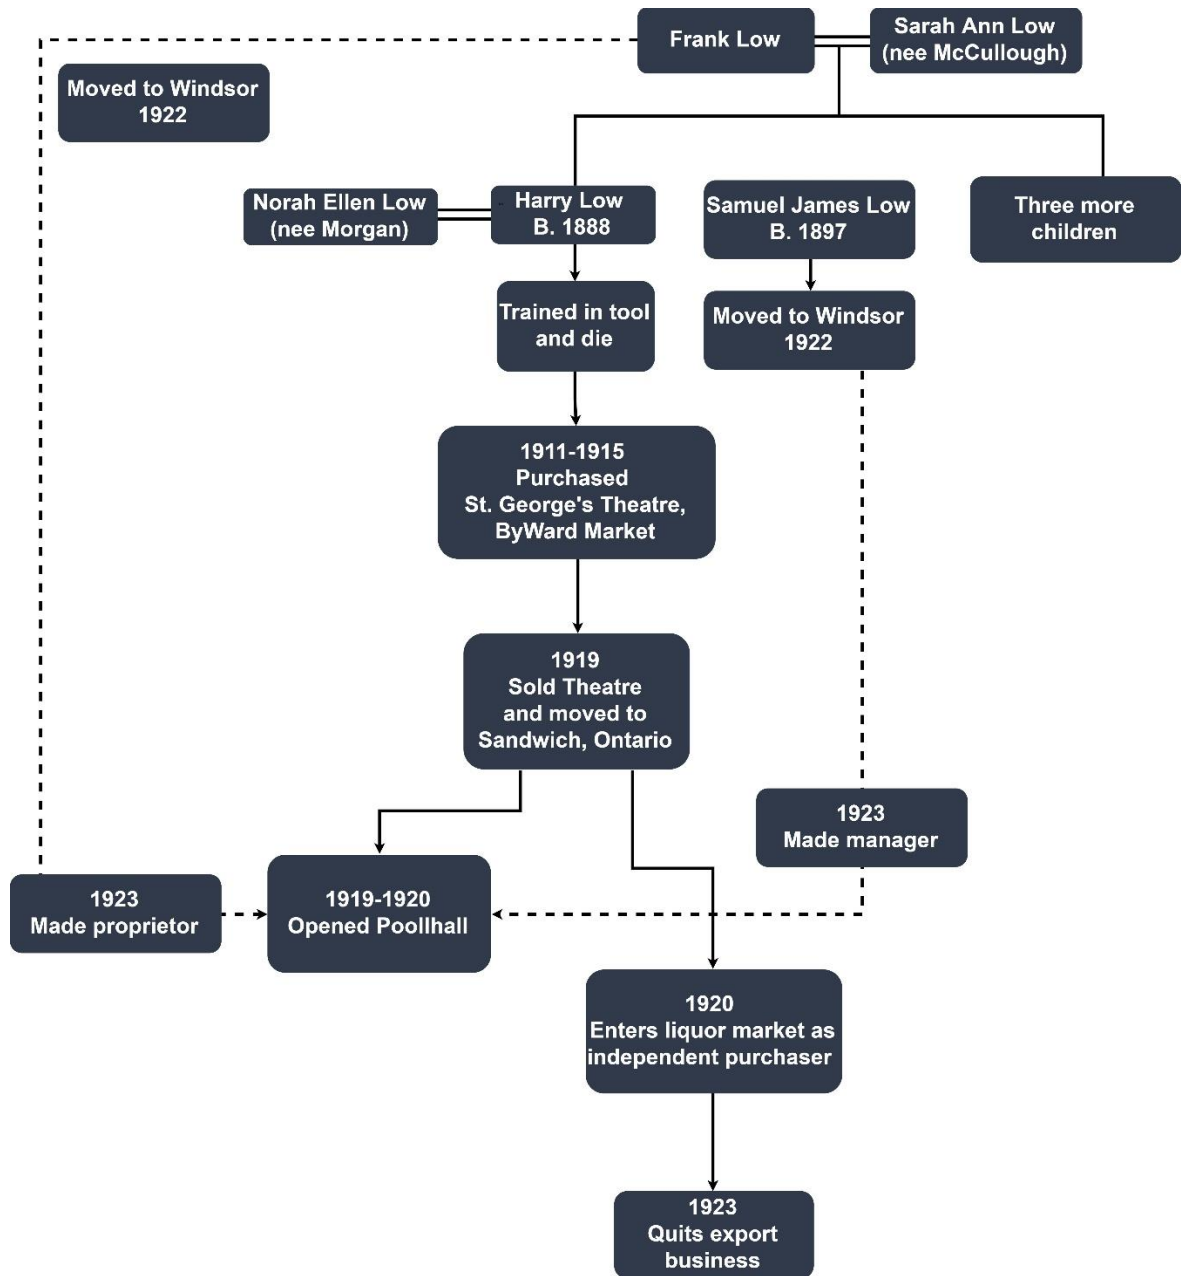 Frank Low
Sarah Ann Low
(nee McCullough)
Moved to Windsor
1922
Norah Ellen Low
(nee Morgan)
Harry Low
B. 1888
Samuel James Low
B. 1897
Three more
children
Trained in tool
and die
Moved to Windsor
1922
1911-1915
Purchased
St. George's Theatre,
ByWard Market
1919
Sold Theatre
and moved to
Sandwich, Ontario
1923
Made manager
1923
Made proprietor
1919-1920
Opened Poollhall
1920
Enters liquor market as
independent purchaser
1923
Quits export
business